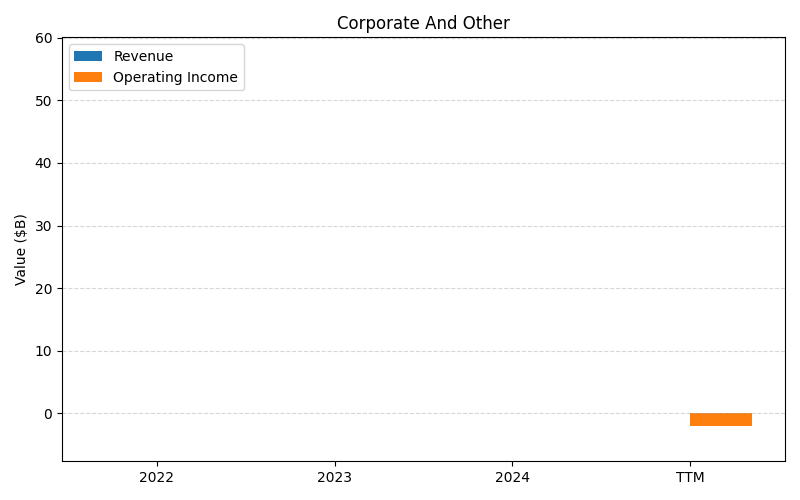 Corporate And Other
Revenue
Operating Income
Value ($B)
60
50
40
30
20
10
0
2022 2023 2024 TTM